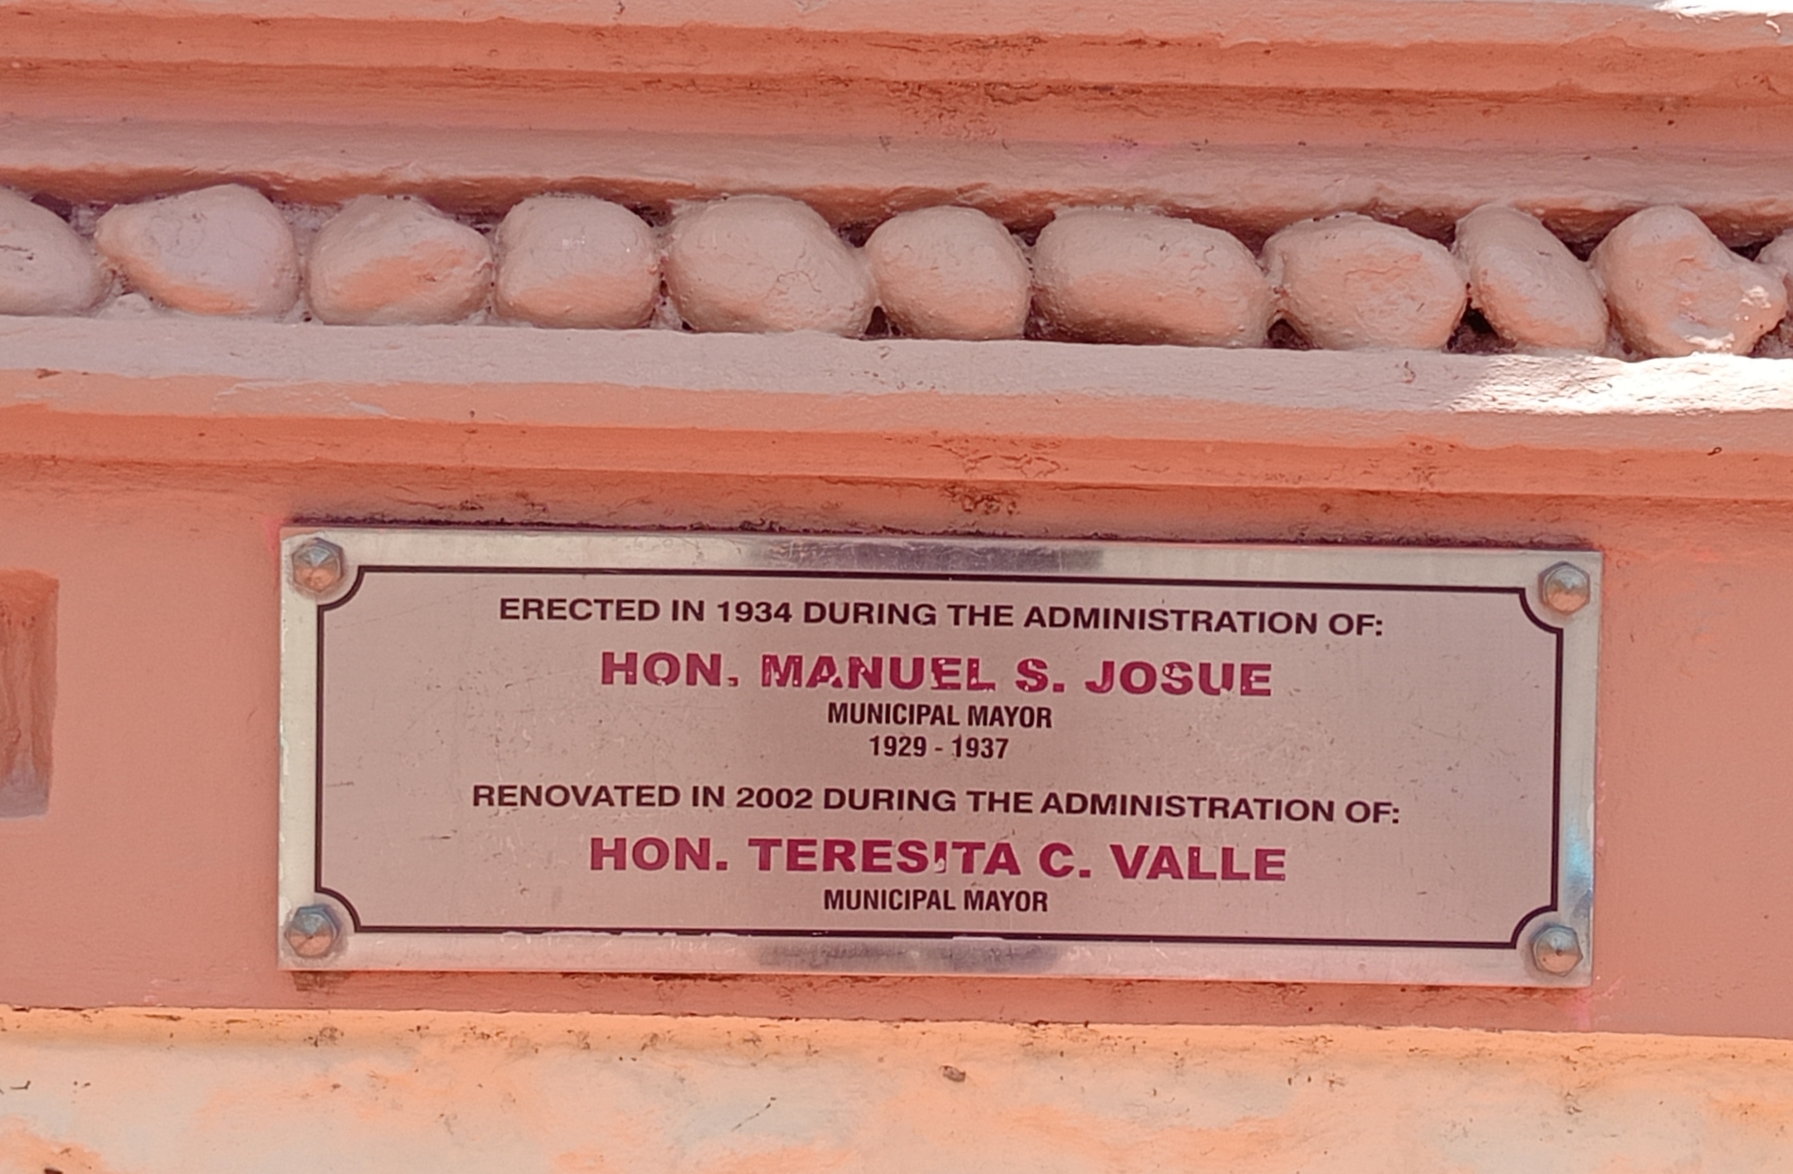 ERECTED IN 1934 DURING THE ADMINISTRATION OF:
HON. MANUEL S. JOSUE
MUNICIPAL MAYOR
1929 - 1937
RENOVATED IN 2002 DURING THE ADMINISTRATION OF:
HON. TERESITA C. VALLE
MUNICIPAL MAYOR